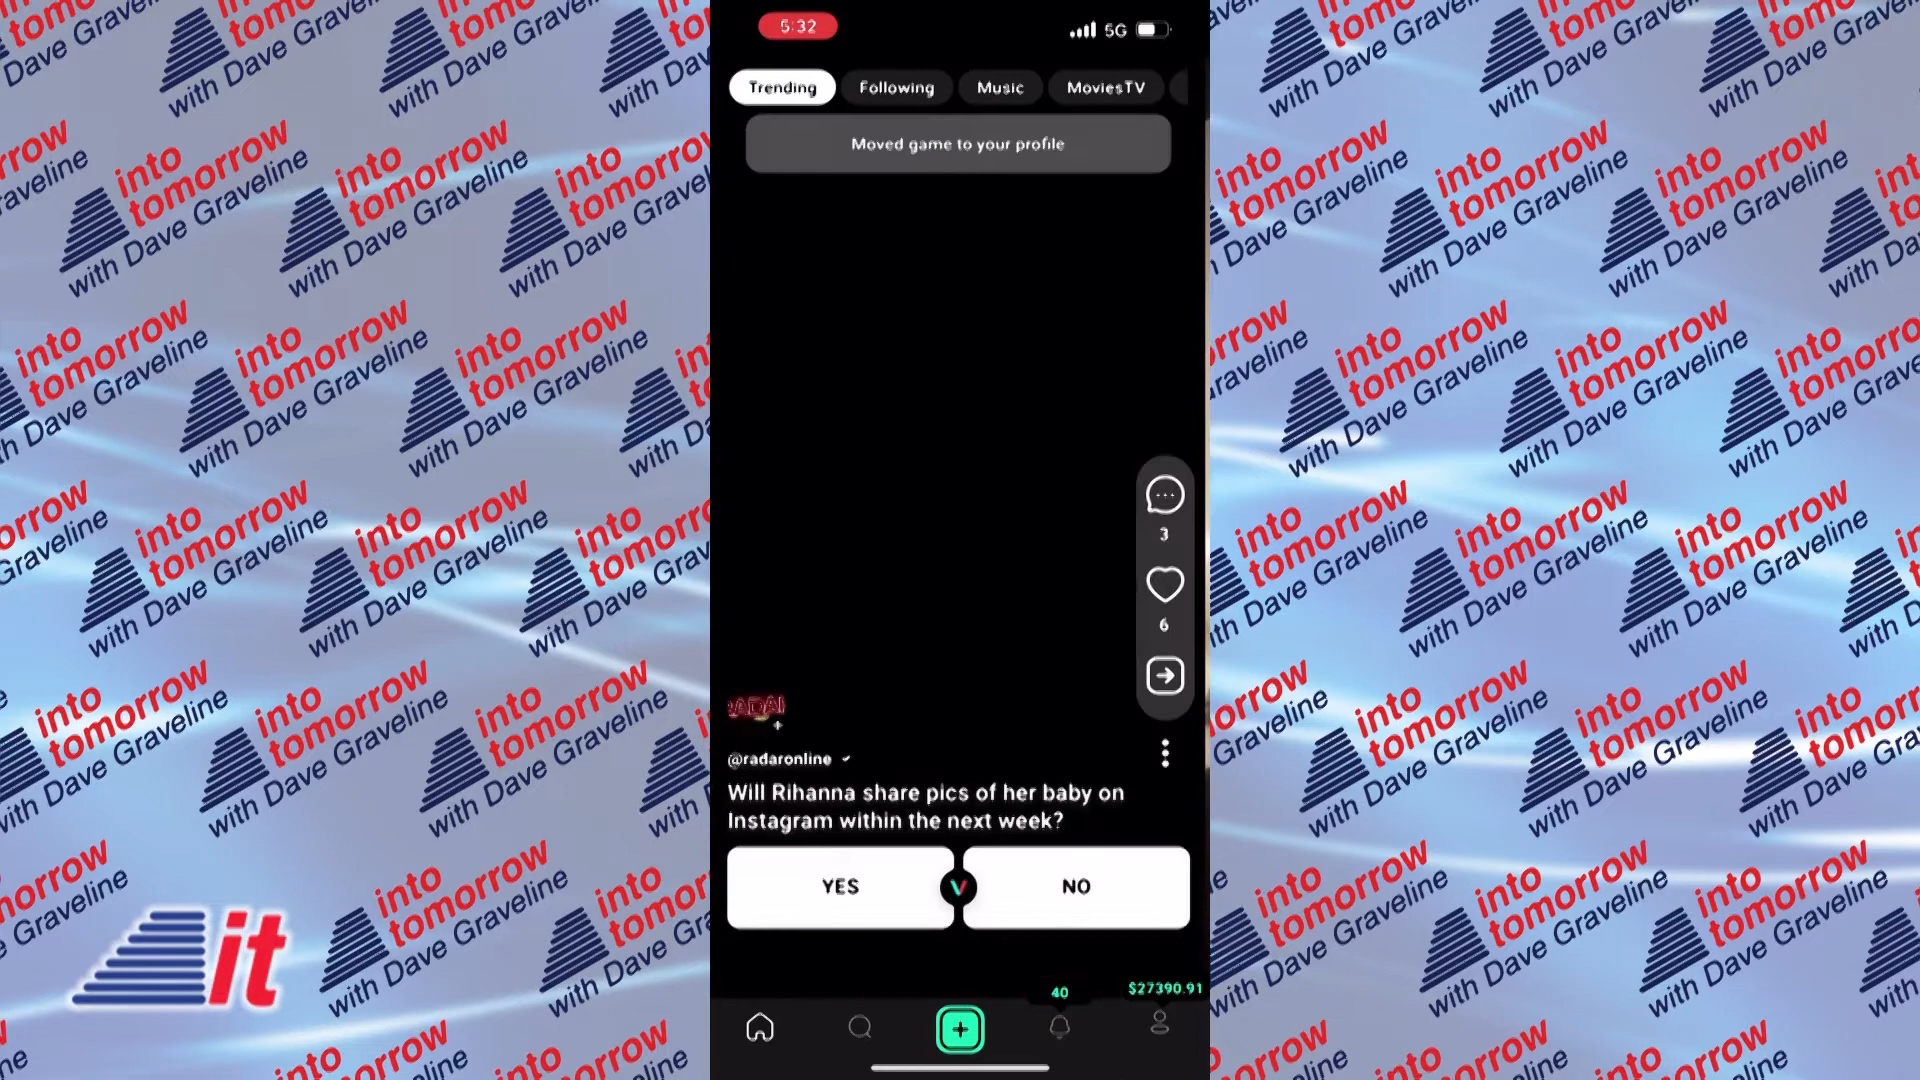 5:32
5G
Trending
Following
Music
MoviesTV
Moved game to your profile
3
6
RADAR
@radaronline
Will Rihanna share pics of her baby on
Instagram within the next week?
YES
NO
40
$27390.91
into
tomorrow
with Dave Graveline
it